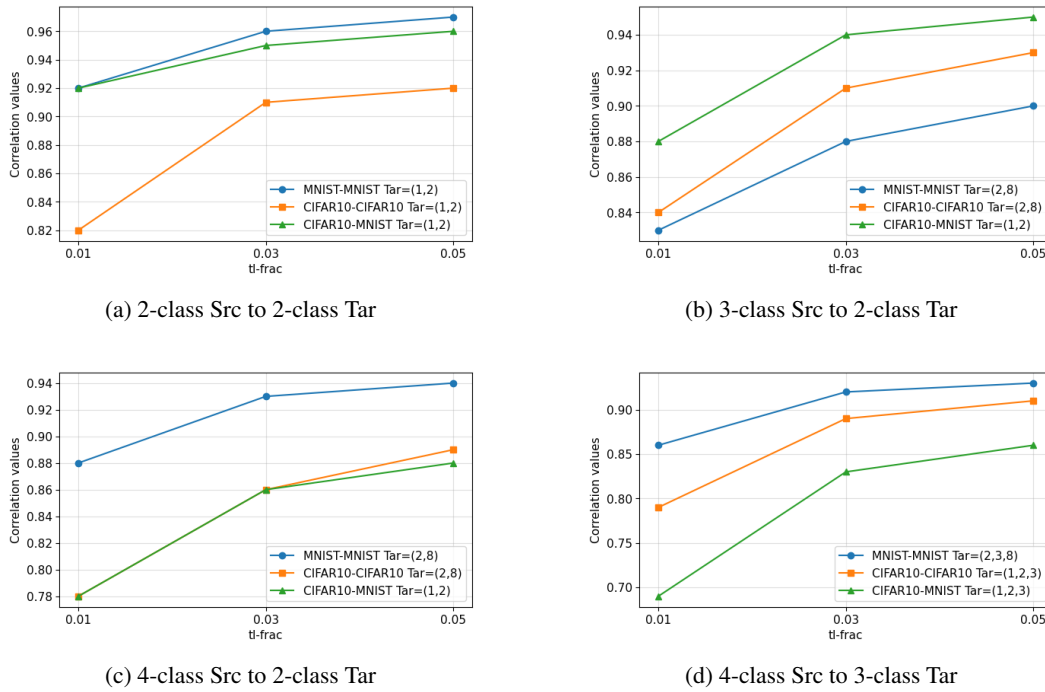 Correlation values
0.96
0.94
0.92
0.90
0.88
0.86
0.84
0.82
MNIST-MNIST Tar=(1,2)
CIFAR10-CIFAR10 Tar=(1,2)
CIFAR10-MNIST Tar=(1,2)
0.01 0.03 0.05
tl-frac
(a) 2-class Src to 2-class Tar
Correlation values
0.94
0.92
0.90
0.88
0.86
0.84
MNIST-MNIST Tar=(2,8)
CIFAR10-CIFAR10 Tar=(2,8)
CIFAR10-MNIST Tar=(1,2)
0.01 0.03 0.05
tl-frac
(b) 3-class Src to 2-class Tar
Correlation values
0.94
0.92
0.90
0.88
0.86
0.84
0.82
0.80
0.78
MNIST-MNIST Tar=(2,8)
CIFAR10-CIFAR10 Tar=(2,8)
CIFAR10-MNIST Tar=(1,2)
0.01 0.03 0.05
tl-frac
(c) 4-class Src to 2-class Tar
Correlation values
0.90
0.85
0.80
0.75
0.70
MNIST-MNIST Tar=(2,3,8)
CIFAR10-CIFAR10 Tar=(1,2,3)
CIFAR10-MNIST Tar=(1,2,3)
0.01 0.03 0.05
tl-frac
(d) 4-class Src to 3-class Tar